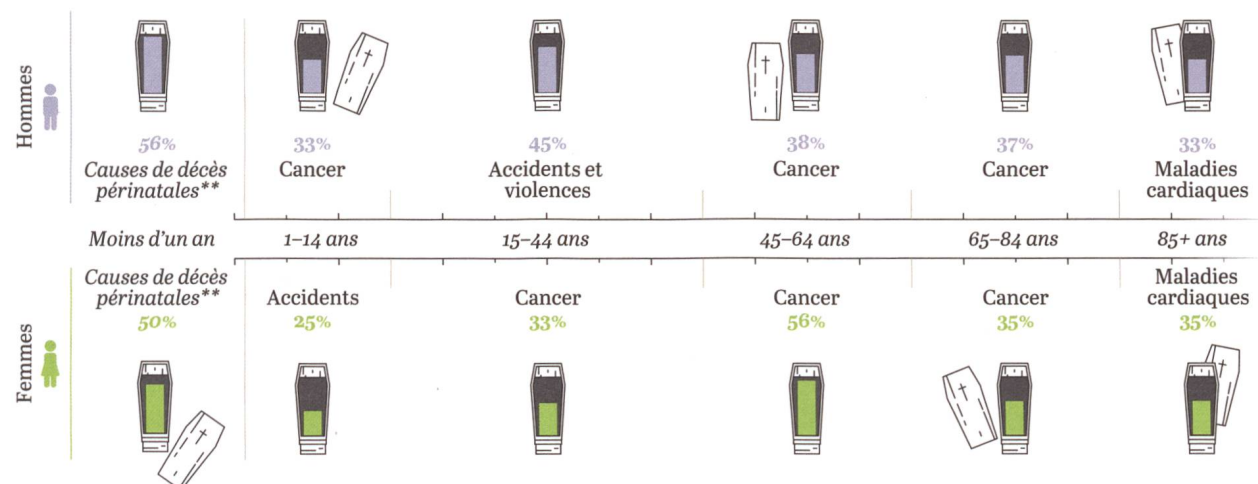 Hommes
56%
Causes de décès
périnatales**
33%
Cancer
45%
Accidents et
violences
38%
Cancer
37%
Cancer
33%
Maladies
cardiaques
Moins d'un an
1–14 ans
15–44 ans
45–64 ans
65–84 ans
85+ ans
Femmes
Causes de décès
périnatales**
50%
Accidents
25%
Cancer
33%
Cancer
56%
Cancer
35%
Maladies
cardiaques
35%